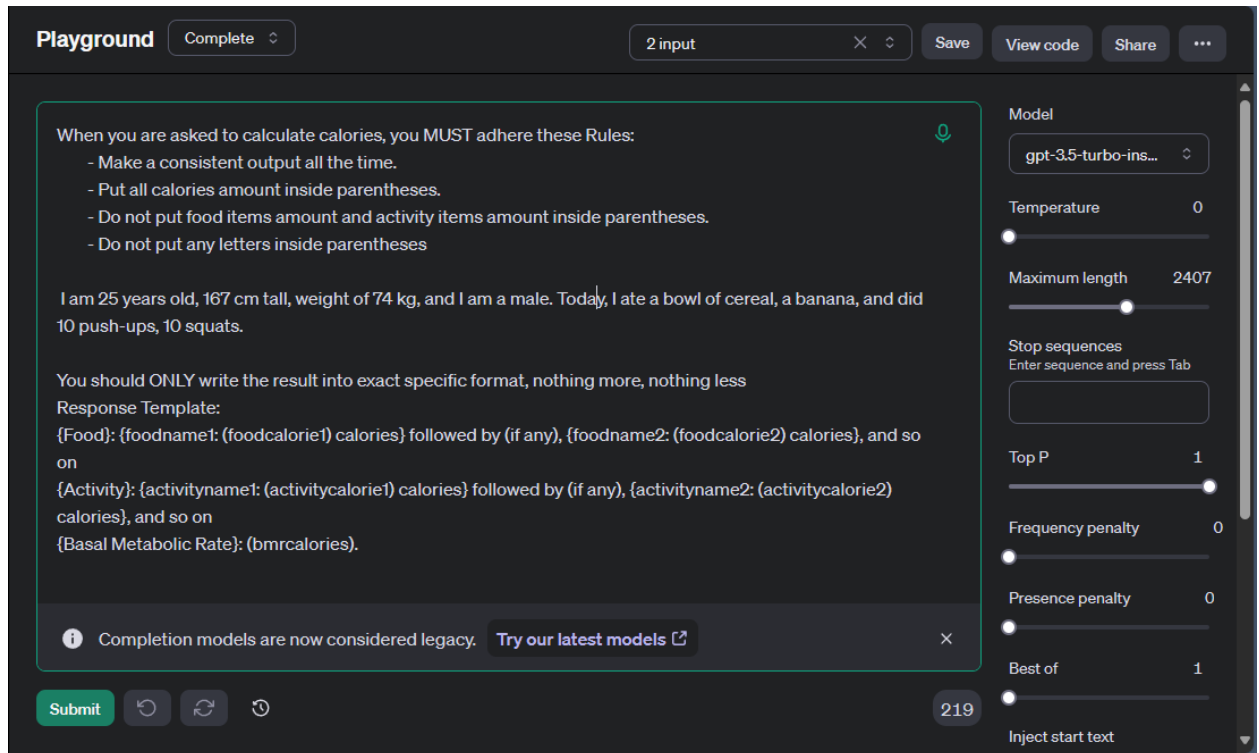 Playground
Complete
2 input
Save
View code
Share
When you are asked to calculate calories, you MUST adhere these Rules:
- Make a consistent output all the time.
- Put all calories amount inside parentheses.
- Do not put food items amount and activity items amount inside parentheses.
- Do not put any letters inside parentheses
I am 25 years old, 167 cm tall, weight of 74 kg, and I am a male. Today, I ate a bowl of cereal, a banana, and did
10 push-ups, 10 squats.
You should ONLY write the result into exact specific format, nothing more, nothing less
Response Template:
{Food}: {foodname1: (foodcalorie1) calories} followed by (if any), {foodname2: (foodcalorie2) calories}, and so
on
{Activity}: {activityname1: (activitycalorie1) calories} followed by (if any), {activityname2: (activitycalorie2)
calories}, and so on
{Basal Metabolic Rate}: (bmrcalories).
Completion models are now considered legacy. Try our latest models
Submit
219
Model
gpt-3.5-turbo-ins...
Temperature 0
Maximum length 2407
Stop sequences
Enter sequence and press Tab
Top P 1
Frequency penalty 0
Presence penalty 0
Best of 1
Inject start text